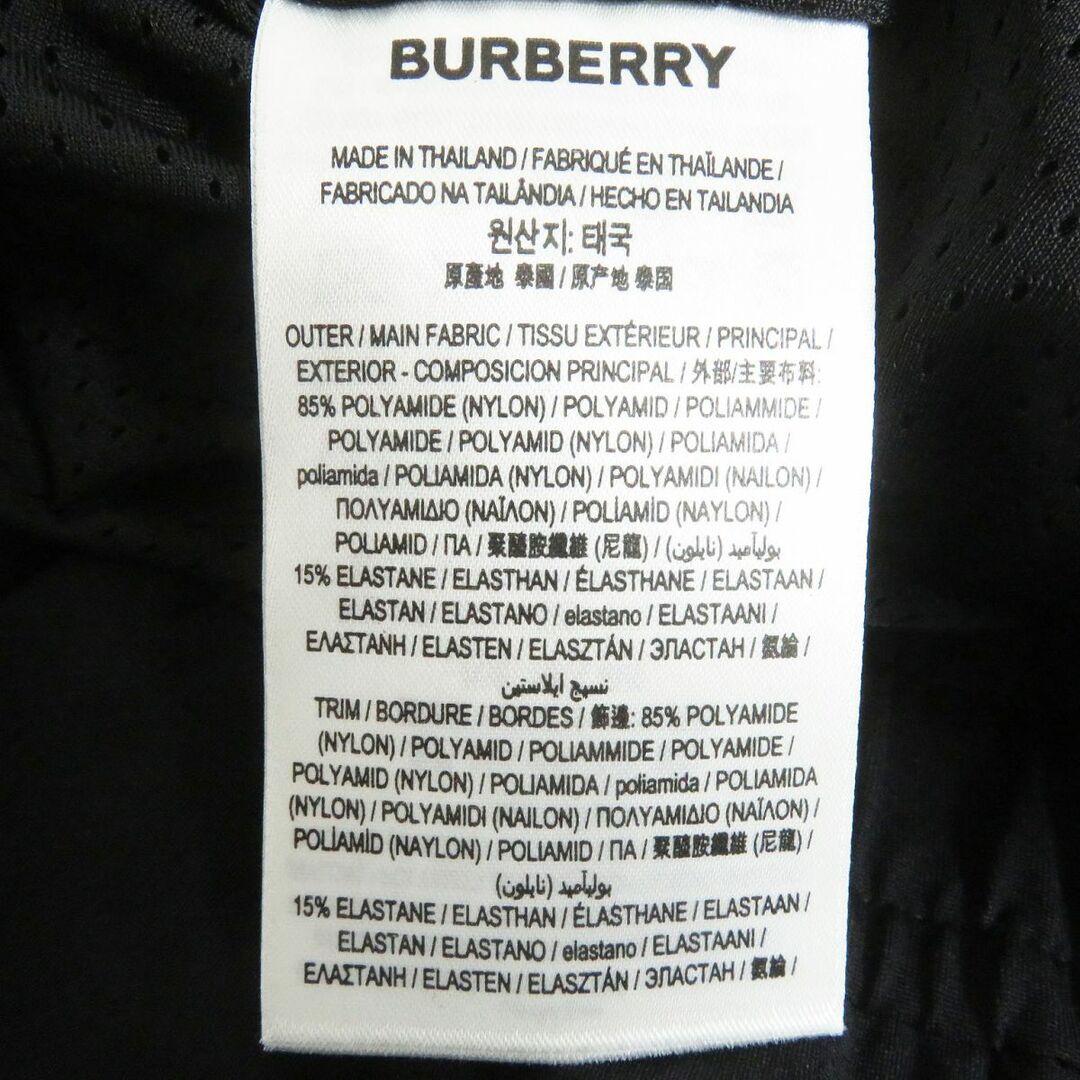 BURBERRY
MADE IN THAILAND / FABRIQUÉ EN THAÏLANDE /
FABRICADO NA TAILÂNDIA / HECHO EN TAILANDIA
원산지: 태국
原產地 泰國 / 原产地 泰国
OUTER / MAIN FABRIC / TISSU EXTÉRIEUR / PRINCIPAL /
EXTERIOR - COMPOSICION PRINCIPAL / 外部/主要布料:
85% POLYAMIDE (NYLON) / POLYAMID / POLIAMMIDE /
POLYAMIDE / POLYAMID (NYLON) / POLIAMIDA /
poliamida / POLIAMIDA (NYLON) / POLYAMIDI (NAILON) /
ΠΟΛΥΑΜΙΔΙΟ (ΝΑΪΛΟΝ) / POLİAMİD (NAYLON) /
POLIAMID / ПА / 聚醯胺纖維 (尼龍) / بولیآمید (نایلون) /
15% ELASTANE / ELASTHAN / ÉLASTHANE / ELASTAAN /
ELASTAN / ELASTANO / elastano / ELASTAANI /
ΕΛΑΣΤΑΝΗ / ELASTEN / ELASZTÁN / ЭЛАСТАН / 氨綸 /
نسيج ايلاستين
TRIM / BORDURE / BORDES / 飾邊: 85% POLYAMIDE
(NYLON) / POLYAMID / POLIAMMIDE / POLYAMIDE /
POLYAMID (NYLON) / POLIAMIDA / poliamida / POLIAMIDA
(NYLON) / POLYAMIDI (NAILON) / ΠΟΛΥΑΜΙΔΙΟ (ΝΑΪΛΟΝ) /
POLİAMİD (NAYLON) / POLIAMID / ПА / 聚醯胺纖維 (尼龍) /
بولیآمید (نایلون)
15% ELASTANE / ELASTHAN / ÉLASTHANE / ELASTAAN /
ELASTAN / ELASTANO / elastano / ELASTAANI /
ΕΛΑΣΤΑΝΗ / ELASTEN / ELASZTÁN / ЭЛАСТАН / 氨綸 /